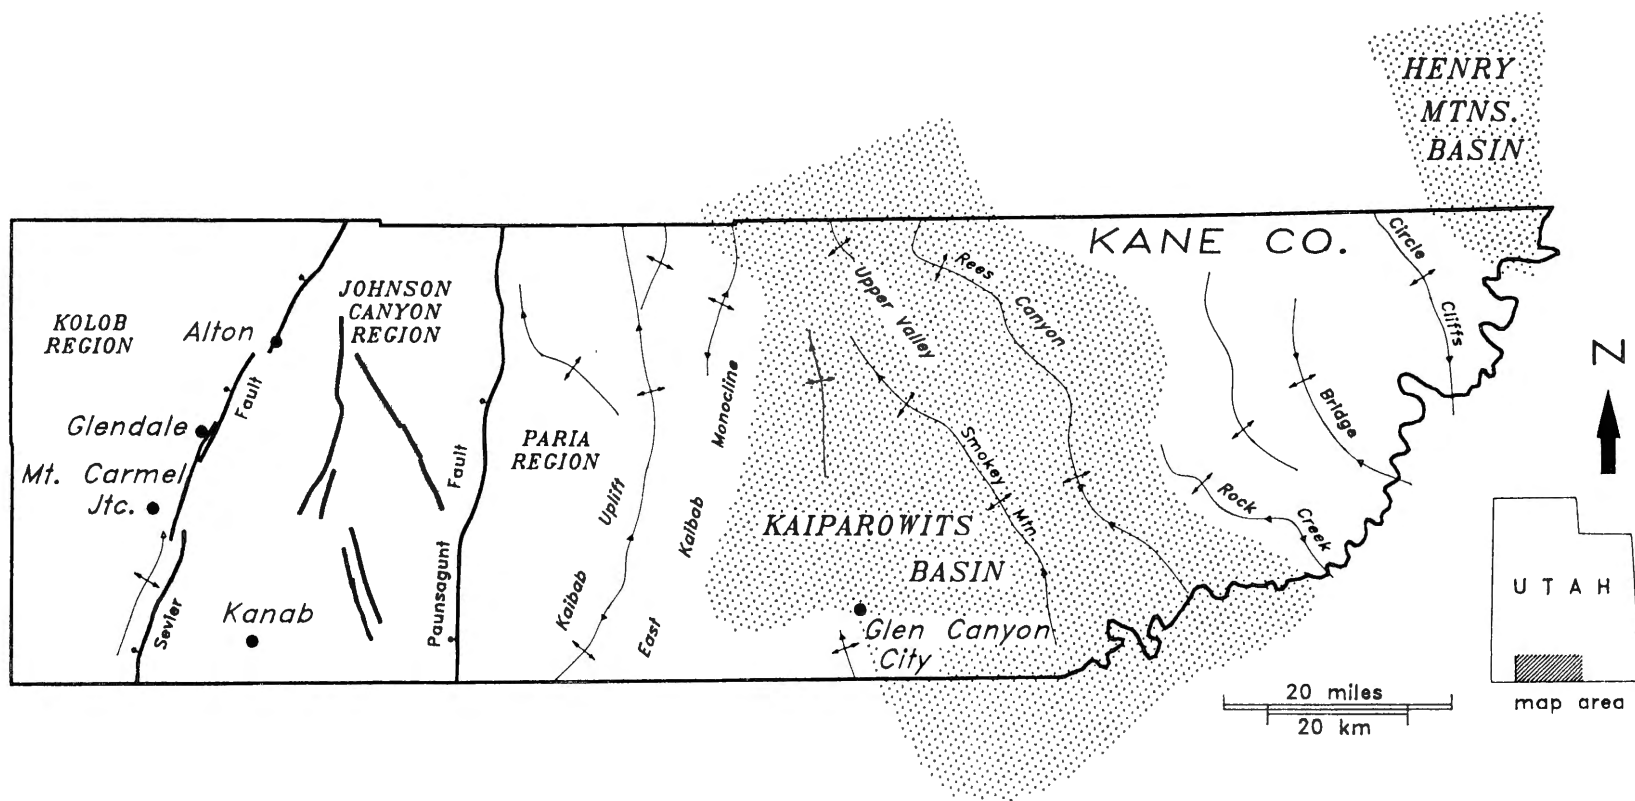 HENRY
MTNS.
BASIN
KANE CO.
Circle
Cliffs
Rees
Canyon
Upper Valley
JOHNSON
CANYON
REGION
KOLOB
REGION
Alton
Fault
Glendale
Mt. Carmel
Jtc.
Sevier
Kanab
Fault
Paunsagunt
PARIA
REGION
Kaibab
Uplift
East
Kaibab
Monocline
Smokey
Mtn.
KAIPAROWITS
BASIN
Glen Canyon
City
Bridge
Rock
Creek
N
UTAH
map area
20 miles
20 km